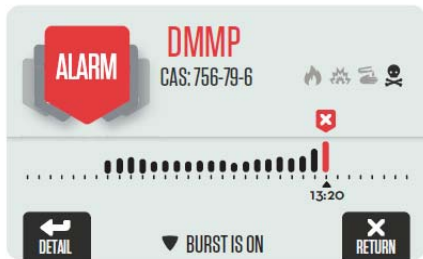 ALARM
DMMP
CAS: 756-79-6
13:20
DETAIL
BURST IS ON
RETURN